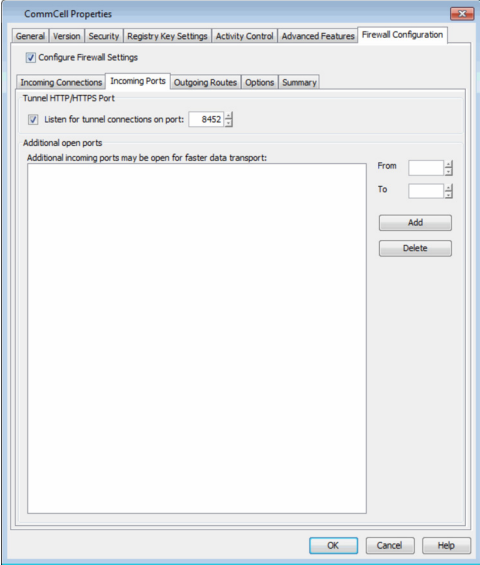 CommCell Properties
General Version Security Registry Key Settings Activity Control Advanced Features Firewall Configuration
Configure Firewall Settings
Incoming Connections Incoming Ports Outgoing Routes Options Summary
Tunnel HTTP/HTTPS Port
Listen for tunnel connections on port: 8452
Additional open ports
Additional incoming ports may be open for faster data transport:
From
To
Add
Delete
OK Cancel Help